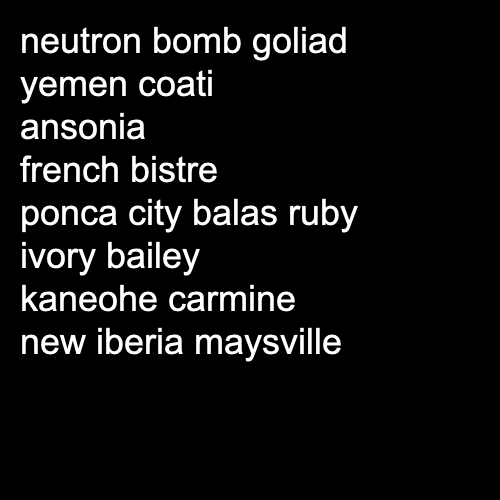 neutron bomb goliad
yemen coati
ansonia
french bistre
ponca city balas ruby
ivory bailey
kaneohe carmine
new iberia maysville